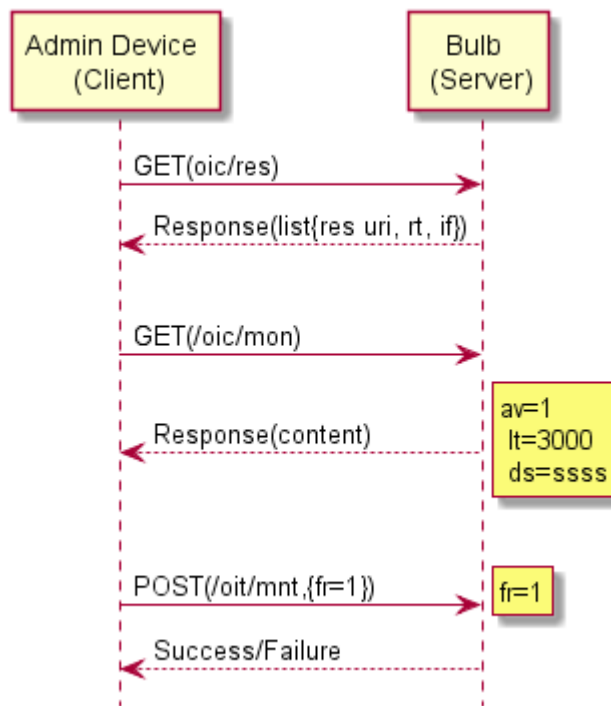 Admin Device
(Client)
Bulb
(Server)
GET(oic/res)
Response(list{res uri, rt, if})
GET(/oic/mon)
av=1
lt=3000
ds=ssss
Response(content)
POST(/oit/mnt,{fr=1})
fr=1
Success/Failure